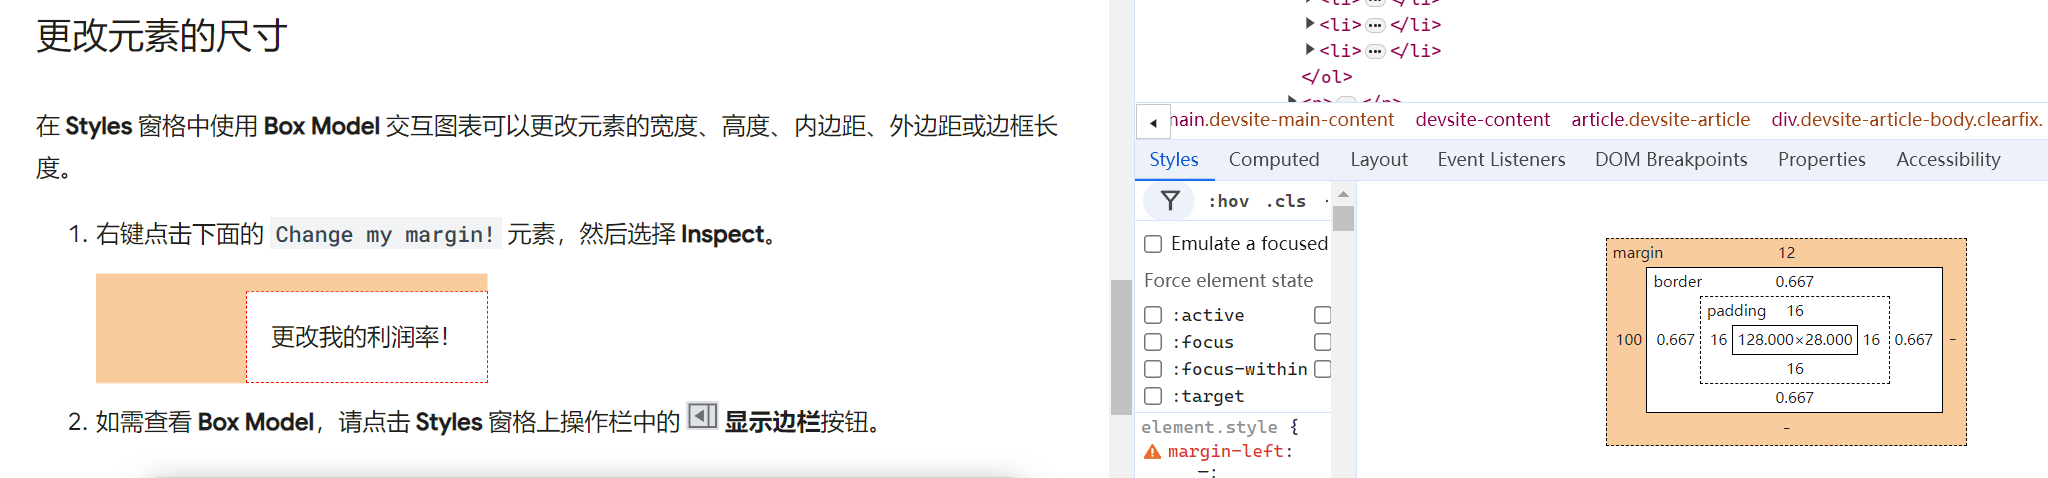 更改元素的尺寸
在 Styles 窗格中使用 Box Model 交互图表可以更改元素的宽度、高度、内边距、外边距或边框长
度。
1. 右键点击下面的 Change my margin! 元素，然后选择 Inspect。
更改我的利润率！
2. 如需查看 Box Model，请点击 Styles 窗格上操作栏中的 显示边栏按钮。
<li>…</li>
<li>…</li>
<li>…</li>
</ol>
<p>…</p>
main.devsite-main-content devsite-content article.devsite-article div.devsite-article-body.clearfix.
Styles Computed Layout Event Listeners DOM Breakpoints Properties Accessibility
:hov .cls
Emulate a focused
Force element state
:active
:focus
:focus-within
:target
element.style {
margin-left:
margin 12
border 0.667
padding 16
100 0.667 16 128.000×28.000 16 0.667 -
16
0.667
-